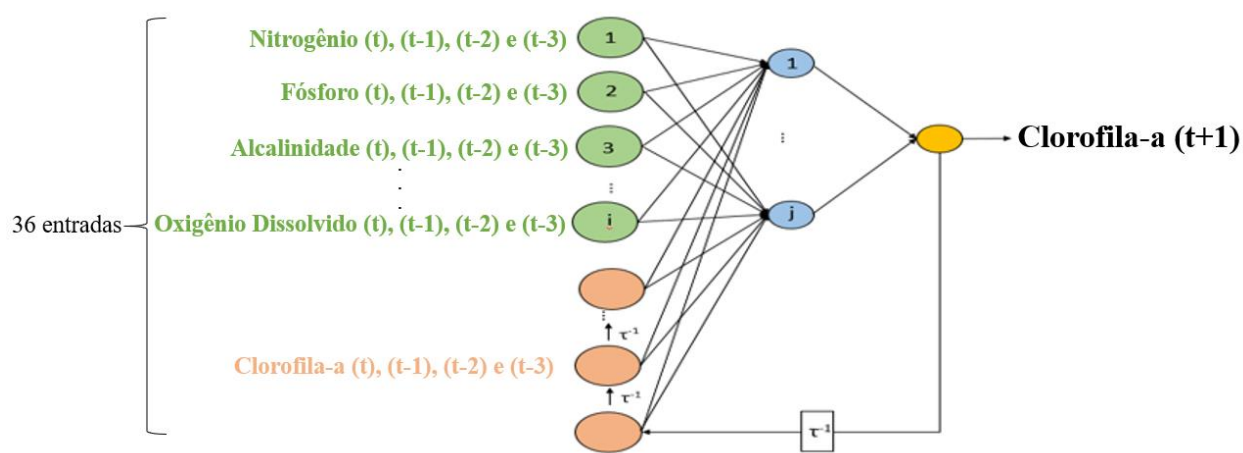 Nitrogênio (t), (t-1), (t-2) e (t-3)
1
Fósforo (t), (t-1), (t-2) e (t-3)
2
Alcalinidade (t), (t-1), (t-2) e (t-3)
3
Oxigênio Dissolvido (t), (t-1), (t-2) e (t-3)
i
36 entradas
Clorofila-a (t), (t-1), (t-2) e (t-3)
τ⁻¹
τ⁻¹
1
j
Clorofila-a (t+1)
τ⁻¹